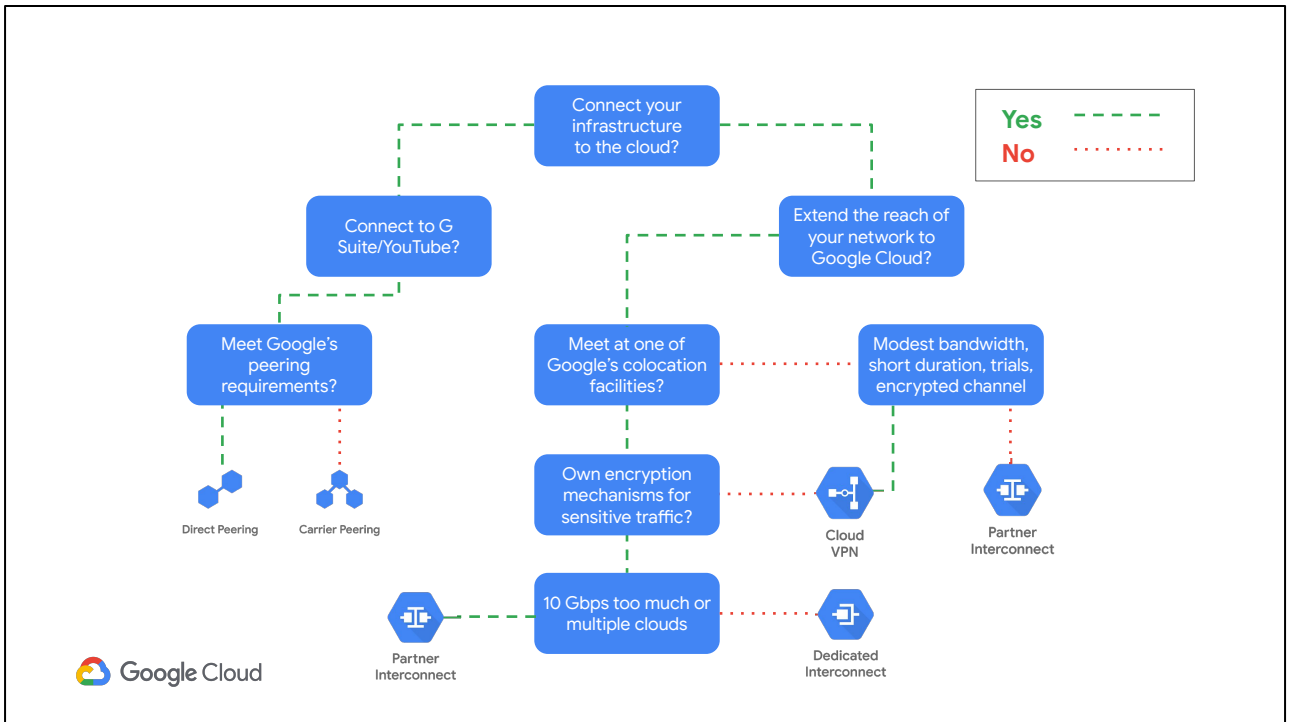 Connect your
infrastructure
to the cloud?
Yes
No
Connect to G
Suite/YouTube?
Extend the reach of
your network to
Google Cloud?
Meet Google’s
peering
requirements?
Meet at one of
Google’s colocation
facilities?
Modest bandwidth,
short duration, trials,
encrypted channel
Own encryption
mechanisms for
sensitive traffic?
Direct Peering
Carrier Peering
Cloud
VPN
Partner
Interconnect
10 Gbps too much or
multiple clouds
Partner
Interconnect
Dedicated
Interconnect
Google Cloud